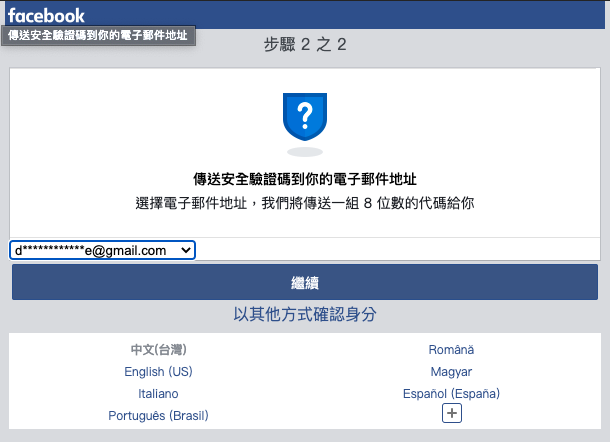 facebook
傳送安全驗證碼到你的電子郵件地址
步驟 2 之 2
?
傳送安全驗證碼到你的電子郵件地址
選擇電子郵件地址，我們將傳送一組 8 位數的代碼給你
d************e@gmail.com
繼續
以其他方式確認身分
中文(台灣) Română
English (US) Magyar
Italiano Español (España)
Português (Brasil) +